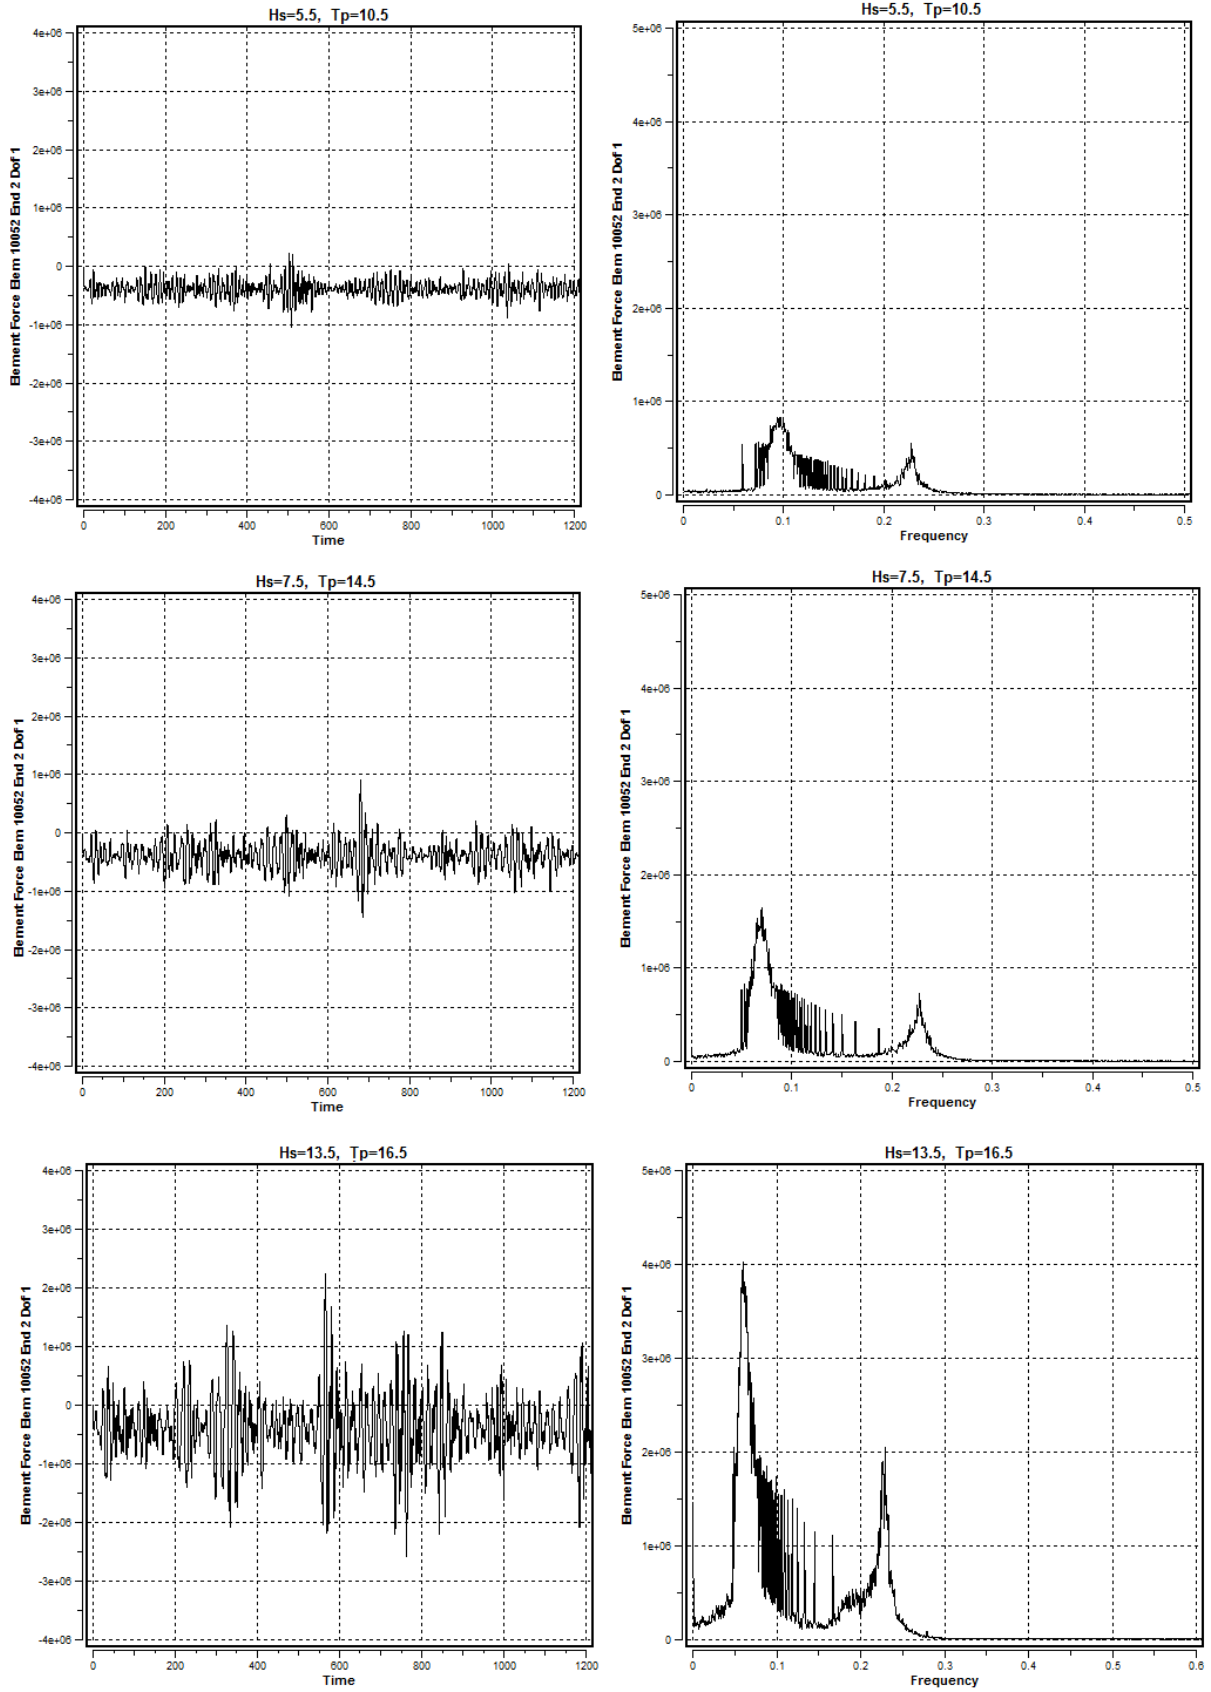 Hs=5.5, Tp=10.5
4e+06
3e+06
2e+06
1e+06
0
-1e+06
-2e+06
-3e+06
-4e+06
Element Force Elem 10052 End 2 Dof 1
0 200 400 600 800 1000 1200
Time
Hs=5.5, Tp=10.5
5e+06
4e+06
3e+06
2e+06
1e+06
0
Element Force Elem 10052 End 2 Dof 1
0 0.1 0.2 0.3 0.4 0.5
Frequency
Hs=7.5, Tp=14.5
4e+06
3e+06
2e+06
1e+06
0
-1e+06
-2e+06
-3e+06
-4e+06
Element Force Elem 10052 End 2 Dof 1
0 200 400 600 800 1000 1200
Time
Hs=7.5, Tp=14.5
5e+06
4e+06
3e+06
2e+06
1e+06
0
Element Force Elem 10052 End 2 Dof 1
0 0.1 0.2 0.3 0.4 0.5
Frequency
Hs=13.5, Tp=16.5
4e+06
3e+06
2e+06
1e+06
0
-1e+06
-2e+06
-3e+06
-4e+06
Element Force Elem 10052 End 2 Dof 1
0 200 400 600 800 1000 1200
Time
Hs=13.5, Tp=16.5
5e+06
4e+06
3e+06
2e+06
1e+06
0
Element Force Elem 10052 End 2 Dof 1
0 0.1 0.2 0.3 0.4 0.5 0.6
Frequency